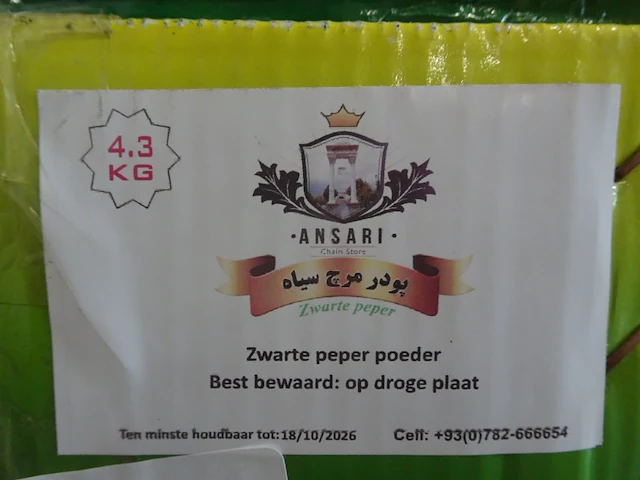 4.3
KG
·ANSARI·
Chain Store
پودر مرچ سیاه
Zwarte peper
Zwarte peper poeder
Best bewaard: op droge plaat
Ten minste houdbaar tot:18/10/2026
Cell: +93(0)782-666654